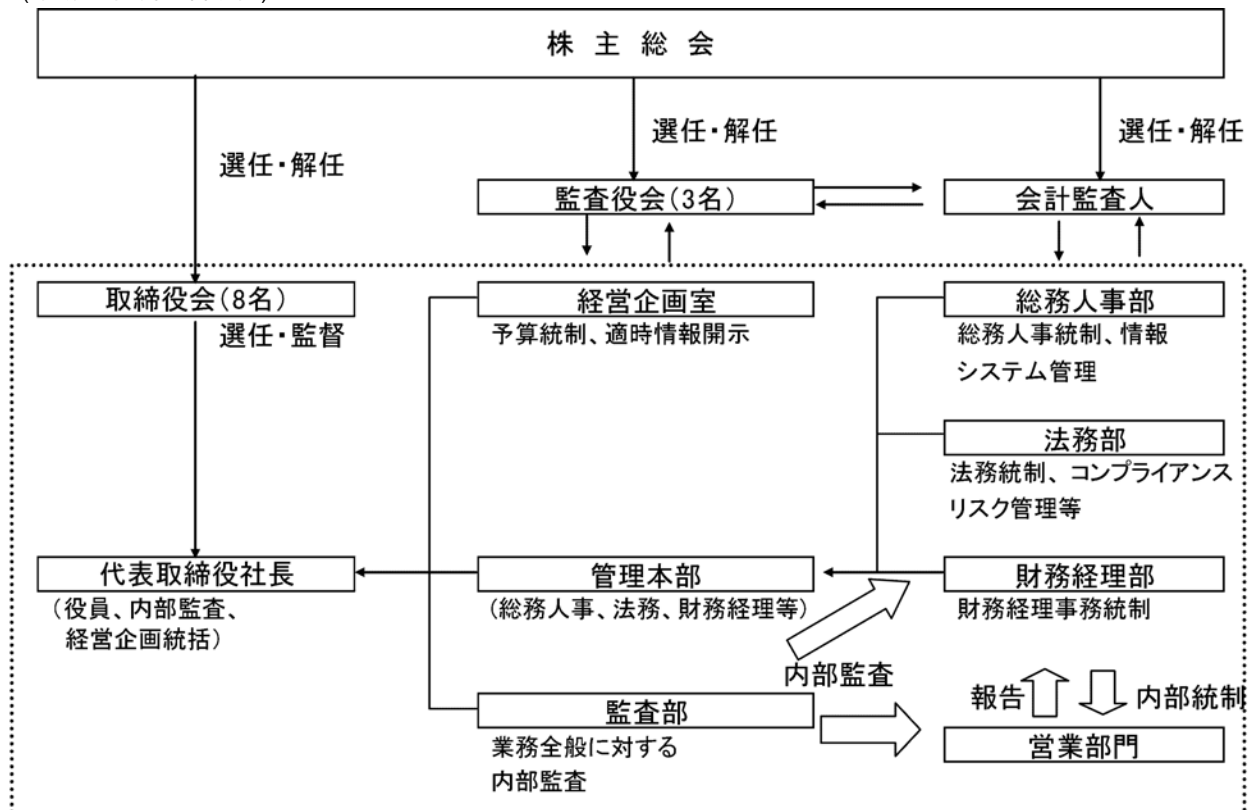 株 主 総 会
選任・解任
選任・解任
選任・解任
監査役会(3名)
会計監査人
取締役会(8名)
選任・監督
経営企画室
予算統制、適時情報開示
総務人事部
総務人事統制、情報
システム管理
法務部
法務統制、コンプライアンス
リスク管理等
代表取締役社長
(役員、内部監査、
経営企画統括)
管理本部
(総務人事、法務、財務経理等)
財務経理部
財務経理事務統制
内部監査
監査部
業務全般に対する
内部監査
報告
内部統制
営業部門